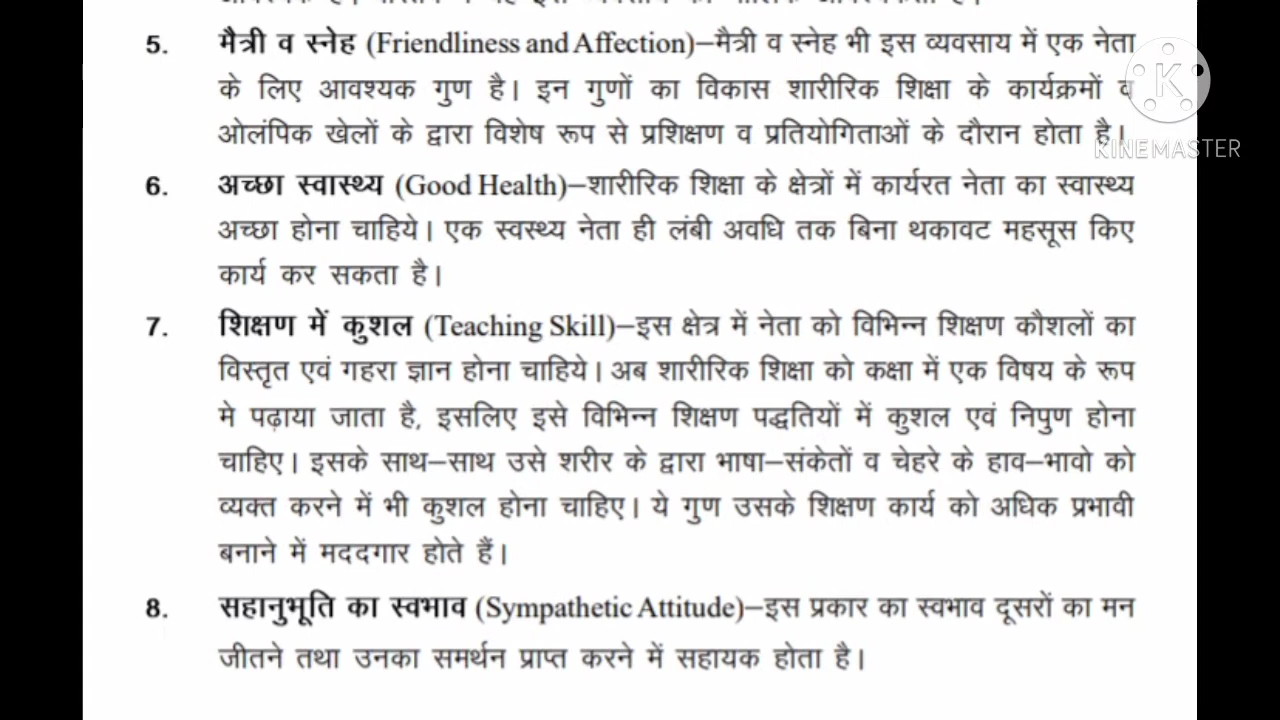 5. मैत्री व स्नेह (Friendliness and Affection)–मैत्री व स्नेह भी इस व्यवसाय में एक नेता
के लिए आवश्यक गुण है। इन गुणों का विकास शारीरिक शिक्षा के कार्यक्रमों व
ओलंपिक खेलों के द्वारा विशेष रूप से प्रशिक्षण व प्रतियोगिताओं के दौरान होता है।
K
KINEMASTER
6. अच्छा स्वास्थ्य (Good Health)–शारीरिक शिक्षा के क्षेत्रों में कार्यरत नेता का स्वास्थ्य
अच्छा होना चाहिये। एक स्वस्थ्य नेता ही लंबी अवधि तक बिना थकावट महसूस किए
कार्य कर सकता है।
7. शिक्षण में कुशल (Teaching Skill)–इस क्षेत्र में नेता को विभिन्न शिक्षण कौशलों का
विस्तृत एवं गहरा ज्ञान होना चाहिये। अब शारीरिक शिक्षा को कक्षा में एक विषय के रूप
मे पढ़ाया जाता है, इसलिए इसे विभिन्न शिक्षण पद्धतियों में कुशल एवं निपुण होना
चाहिए। इसके साथ–साथ उसे शरीर के द्वारा भाषा–संकेतों व चेहरे के हाव–भावो को
व्यक्त करने में भी कुशल होना चाहिए। ये गुण उसके शिक्षण कार्य को अधिक प्रभावी
बनाने में मददगार होते हैं।
8. सहानुभूति का स्वभाव (Sympathetic Attitude)–इस प्रकार का स्वभाव दूसरों का मन
जीतने तथा उनका समर्थन प्राप्त करने में सहायक होता है।